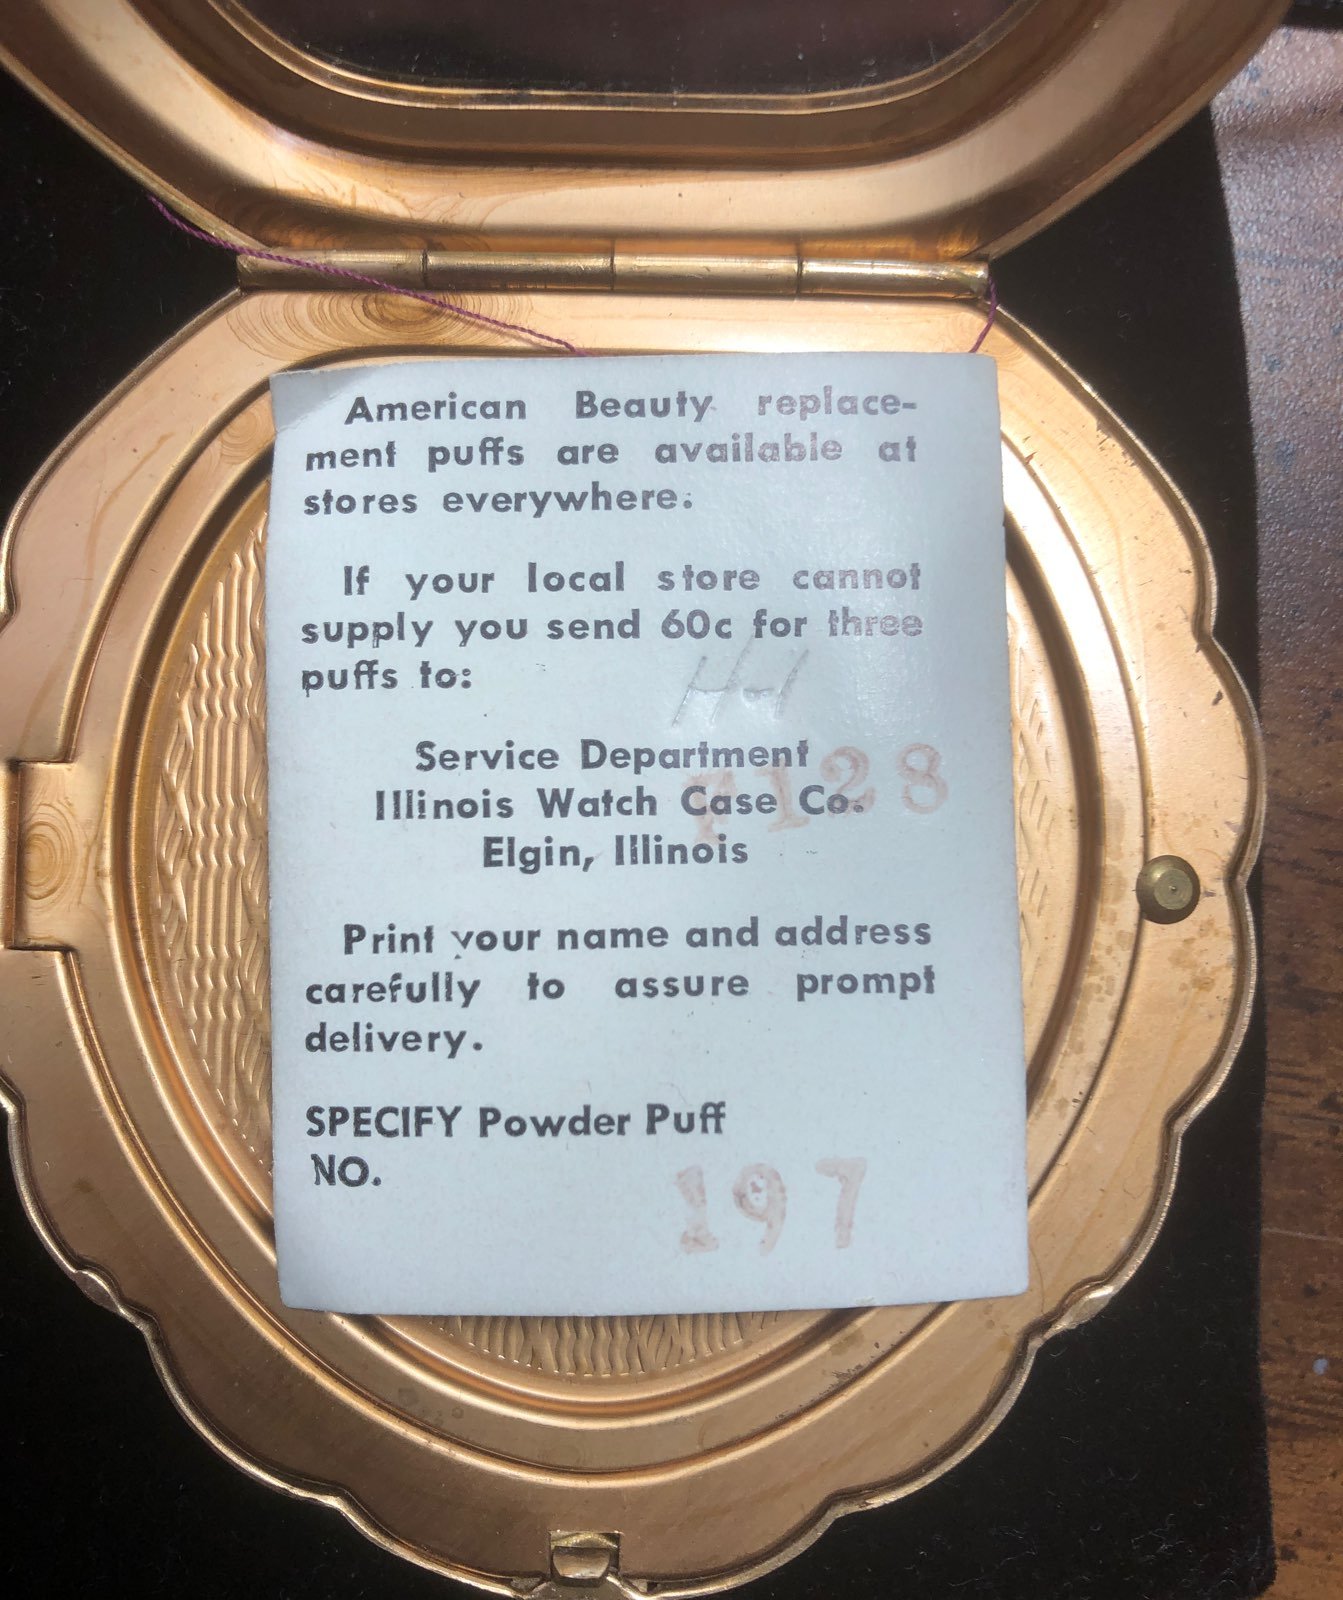 American Beauty replace-
ment puffs are available at
stores everywhere.
If your local store cannot
supply you send 60c for three
puffs to:
H-1
Service Department
F128
Illinois Watch Case Co.
Elgin, Illinois
Print your name and address
carefully to assure prompt
delivery.
SPECIFY Powder Puff
NO.
197